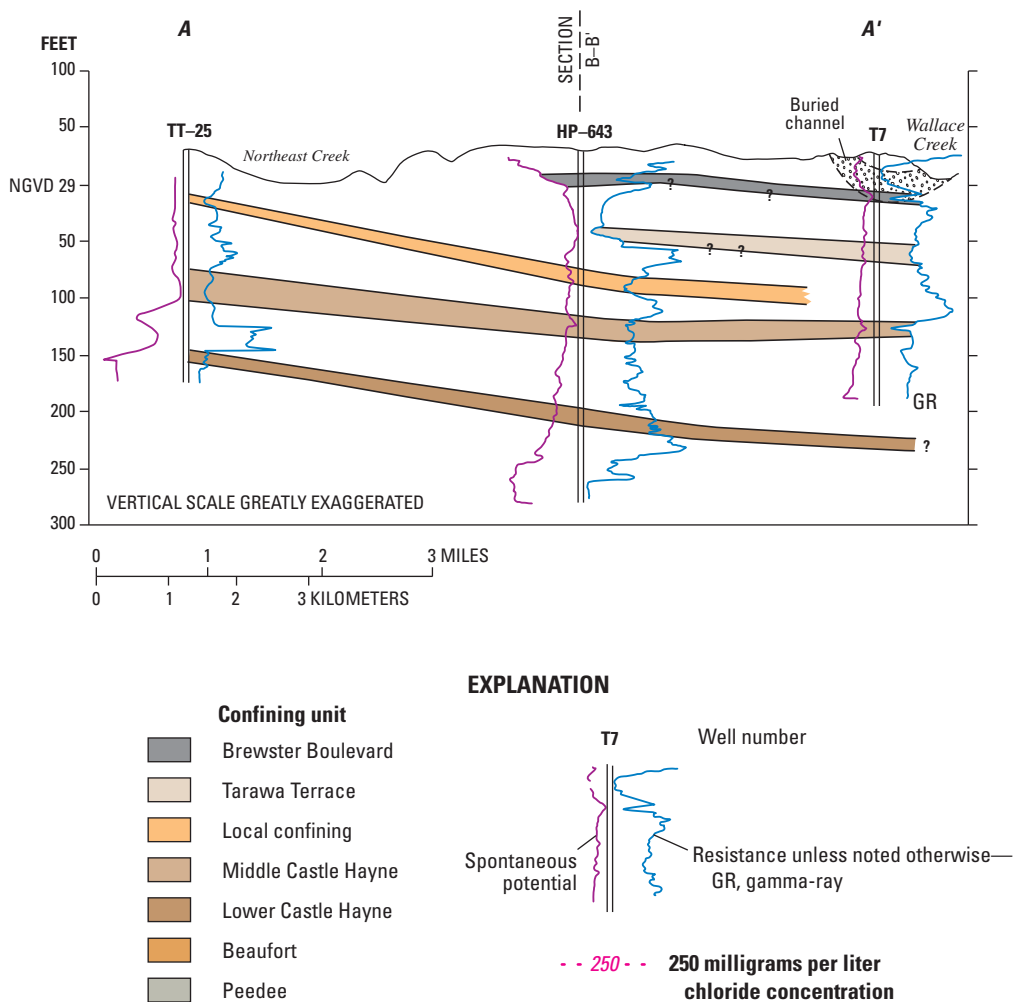 A
A'
SECTION
B–B'
FEET
100
50
NGVD 29
50
100
150
200
250
300
TT–25
HP–643
T7
Northeast Creek
Buried
channel
Wallace
Creek
?
?
?
?
?
GR
VERTICAL SCALE GREATLY EXAGGERATED
0 1 2 3 MILES
0 1 2 3 KILOMETERS
EXPLANATION
Confining unit
Brewster Boulevard
Tarawa Terrace
Local confining
Middle Castle Hayne
Lower Castle Hayne
Beaufort
Peedee
T7
Well number
Spontaneous
potential
Resistance unless noted otherwise—
GR, gamma-ray
- - 250 - - 250 milligrams per liter
chloride concentration